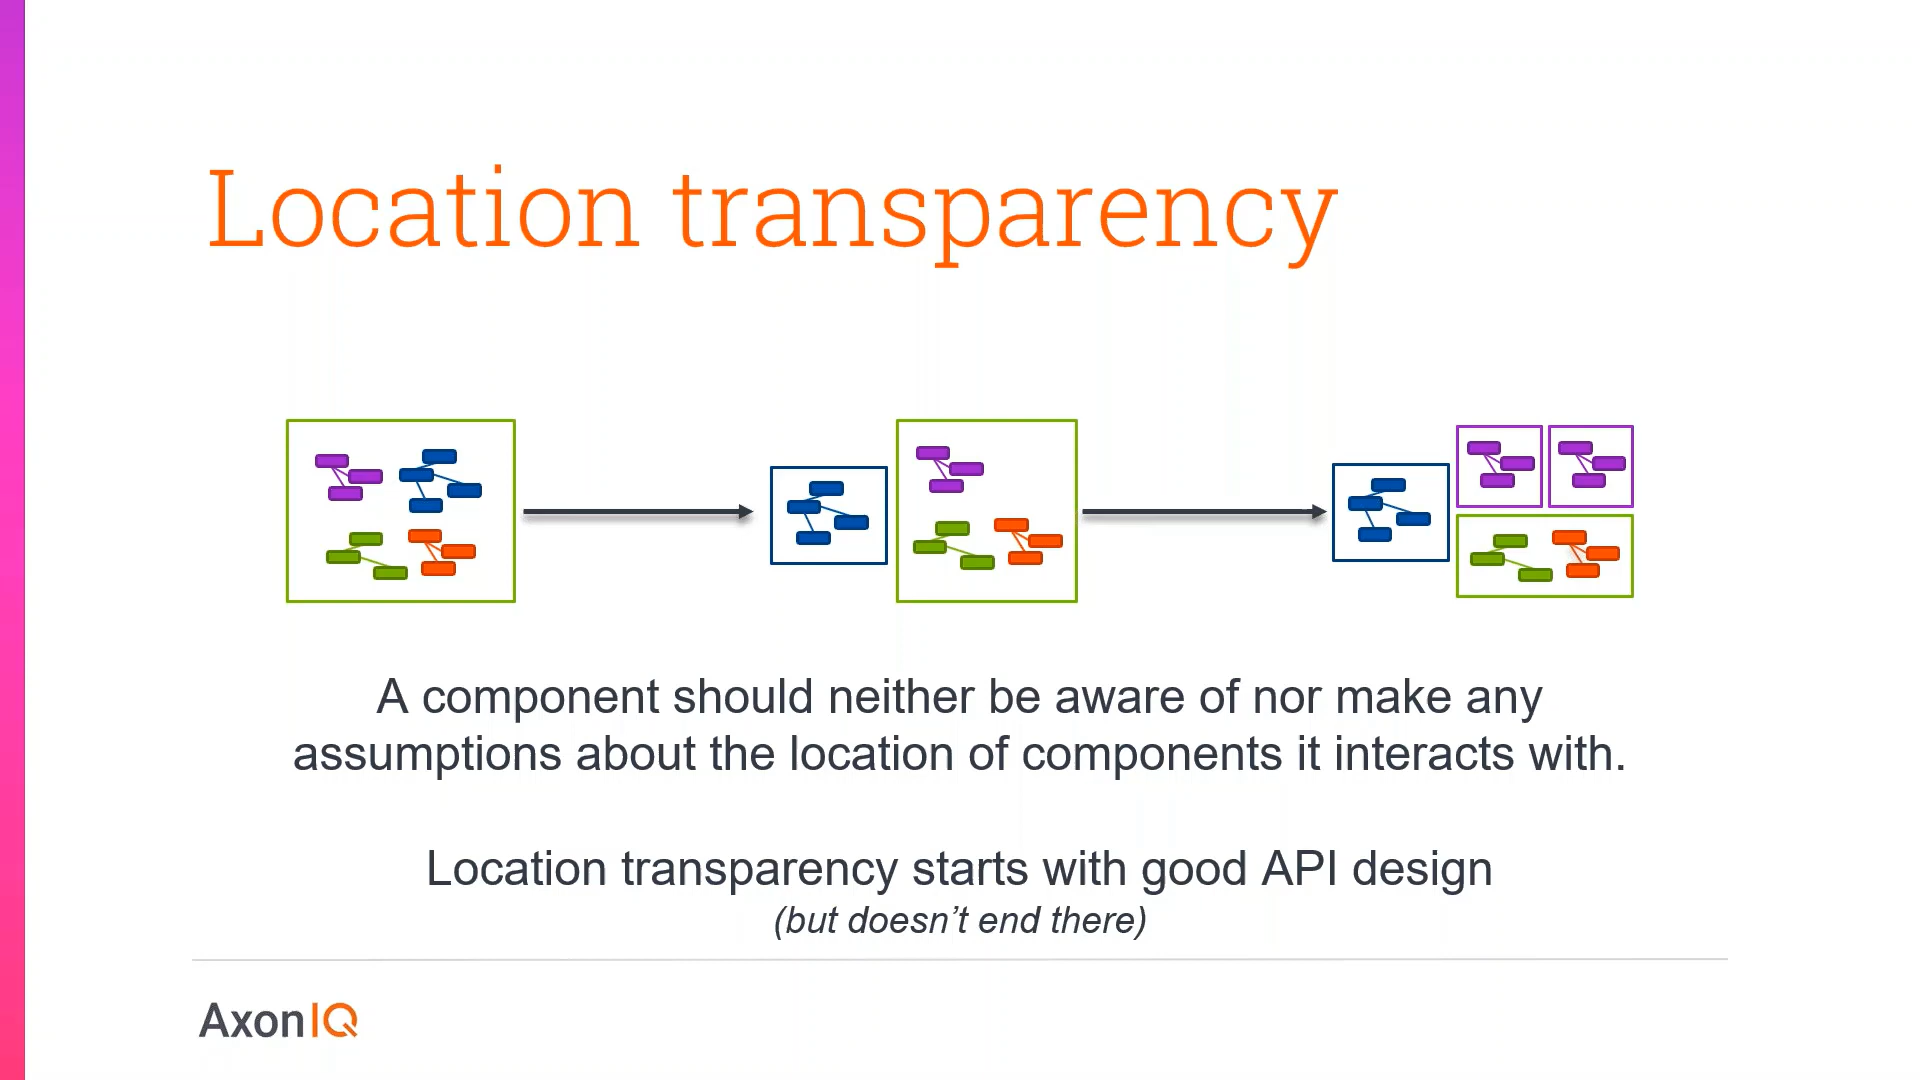 Location transparency
A component should neither be aware of nor make any
assumptions about the location of components it interacts with.
Location transparency starts with good API design
(but doesn’t end there)
AxonIQ